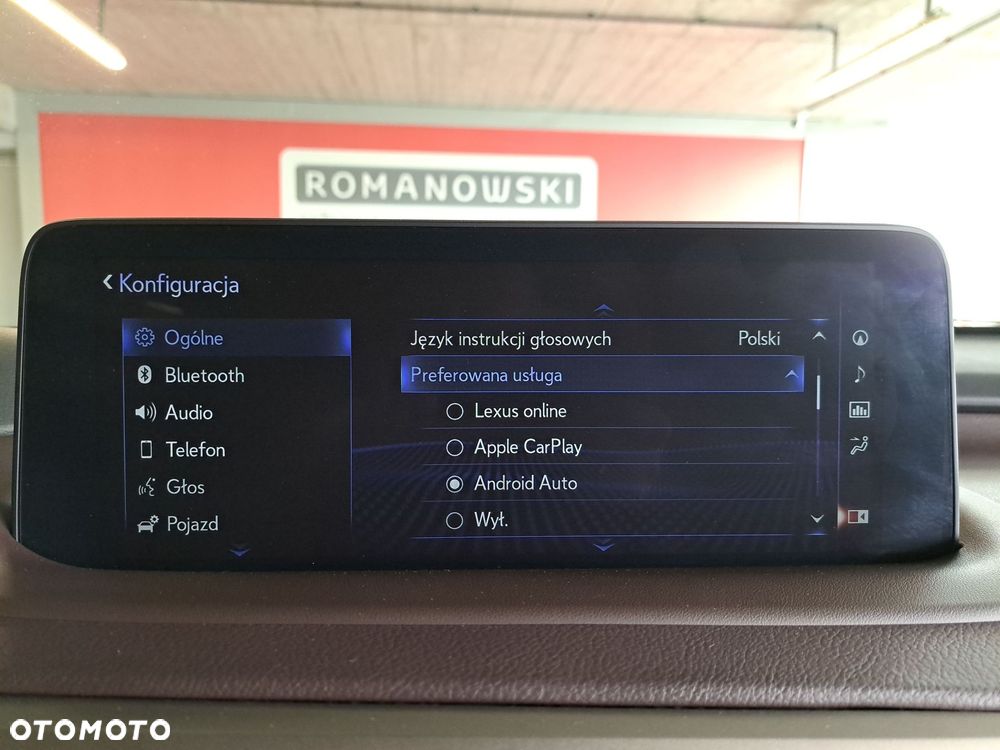 ROMANOWSKI
Konfiguracja
Ogólne
Bluetooth
Audio
Telefon
Głos
Pojazd
Język instrukcji głosowych Polski
Preferowana usługa
Lexus online
Apple CarPlay
Android Auto
Wył.
OTOMOTO